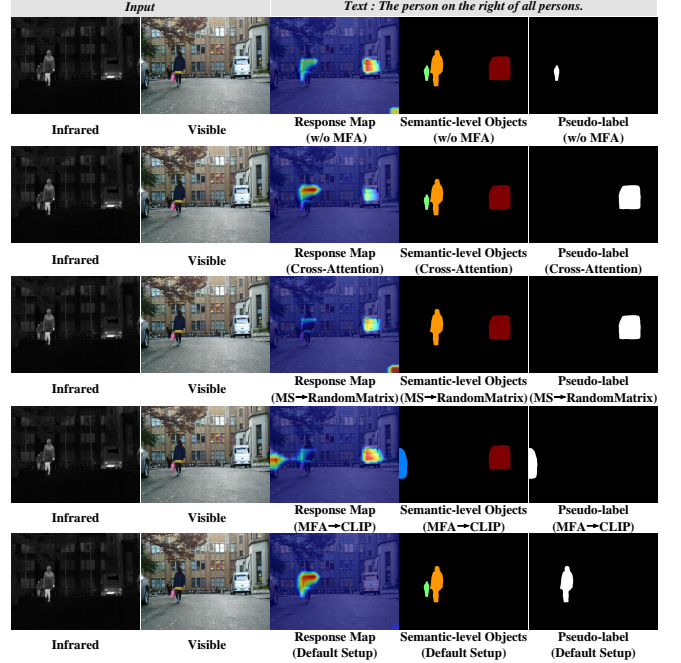 Input Text : The person on the right of all persons.
Infrared Visible Response Map Semantic-level Objects Pseudo-label
(w/o MFA) (w/o MFA) (w/o MFA)
Infrared Visible Response Map Semantic-level Objects Pseudo-label
(Cross-Attention) (Cross-Attention) (Cross-Attention)
Infrared Visible Response Map Semantic-level Objects Pseudo-label
(MS→RandomMatrix) (MS→RandomMatrix) (MS→RandomMatrix)
Infrared Visible Response Map Semantic-level Objects Pseudo-label
(MFA→CLIP) (MFA→CLIP) (MFA→CLIP)
Infrared Visible Response Map Semantic-level Objects Pseudo-label
(Default Setup) (Default Setup) (Default Setup)